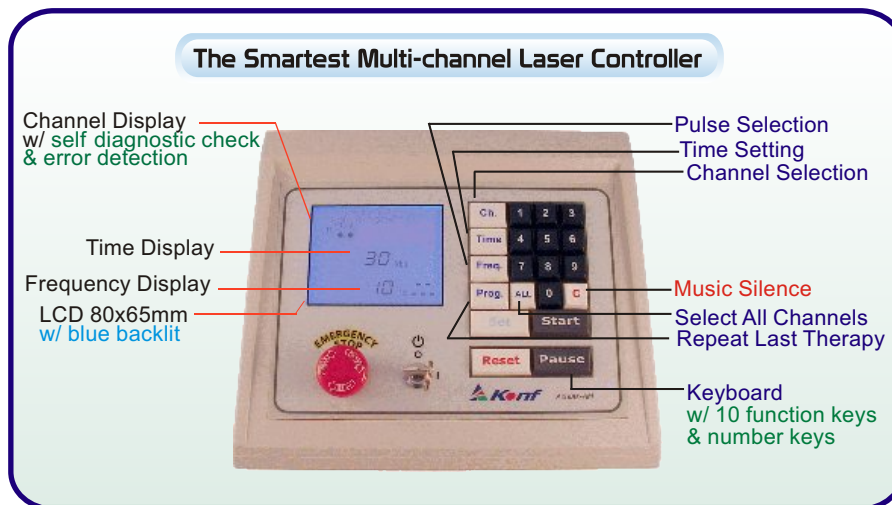 The Smartest Multi-channel Laser Controller
Channel Display
w/ self diagnostic check
& error detection
Time Display
Frequency Display
LCD 80x65mm
w/ blue backlit
Pulse Selection
Time Setting
Channel Selection
Music Silence
Select All Channels
Repeat Last Therapy
Keyboard
w/ 10 function keys
& number keys
30
10
EMERGENCY
STOP
Ch. 1 2 3
Time 4 5 6
Freq. 7 8 9
Prog. ALL 0 C
Set Start
Reset Pause
Konf